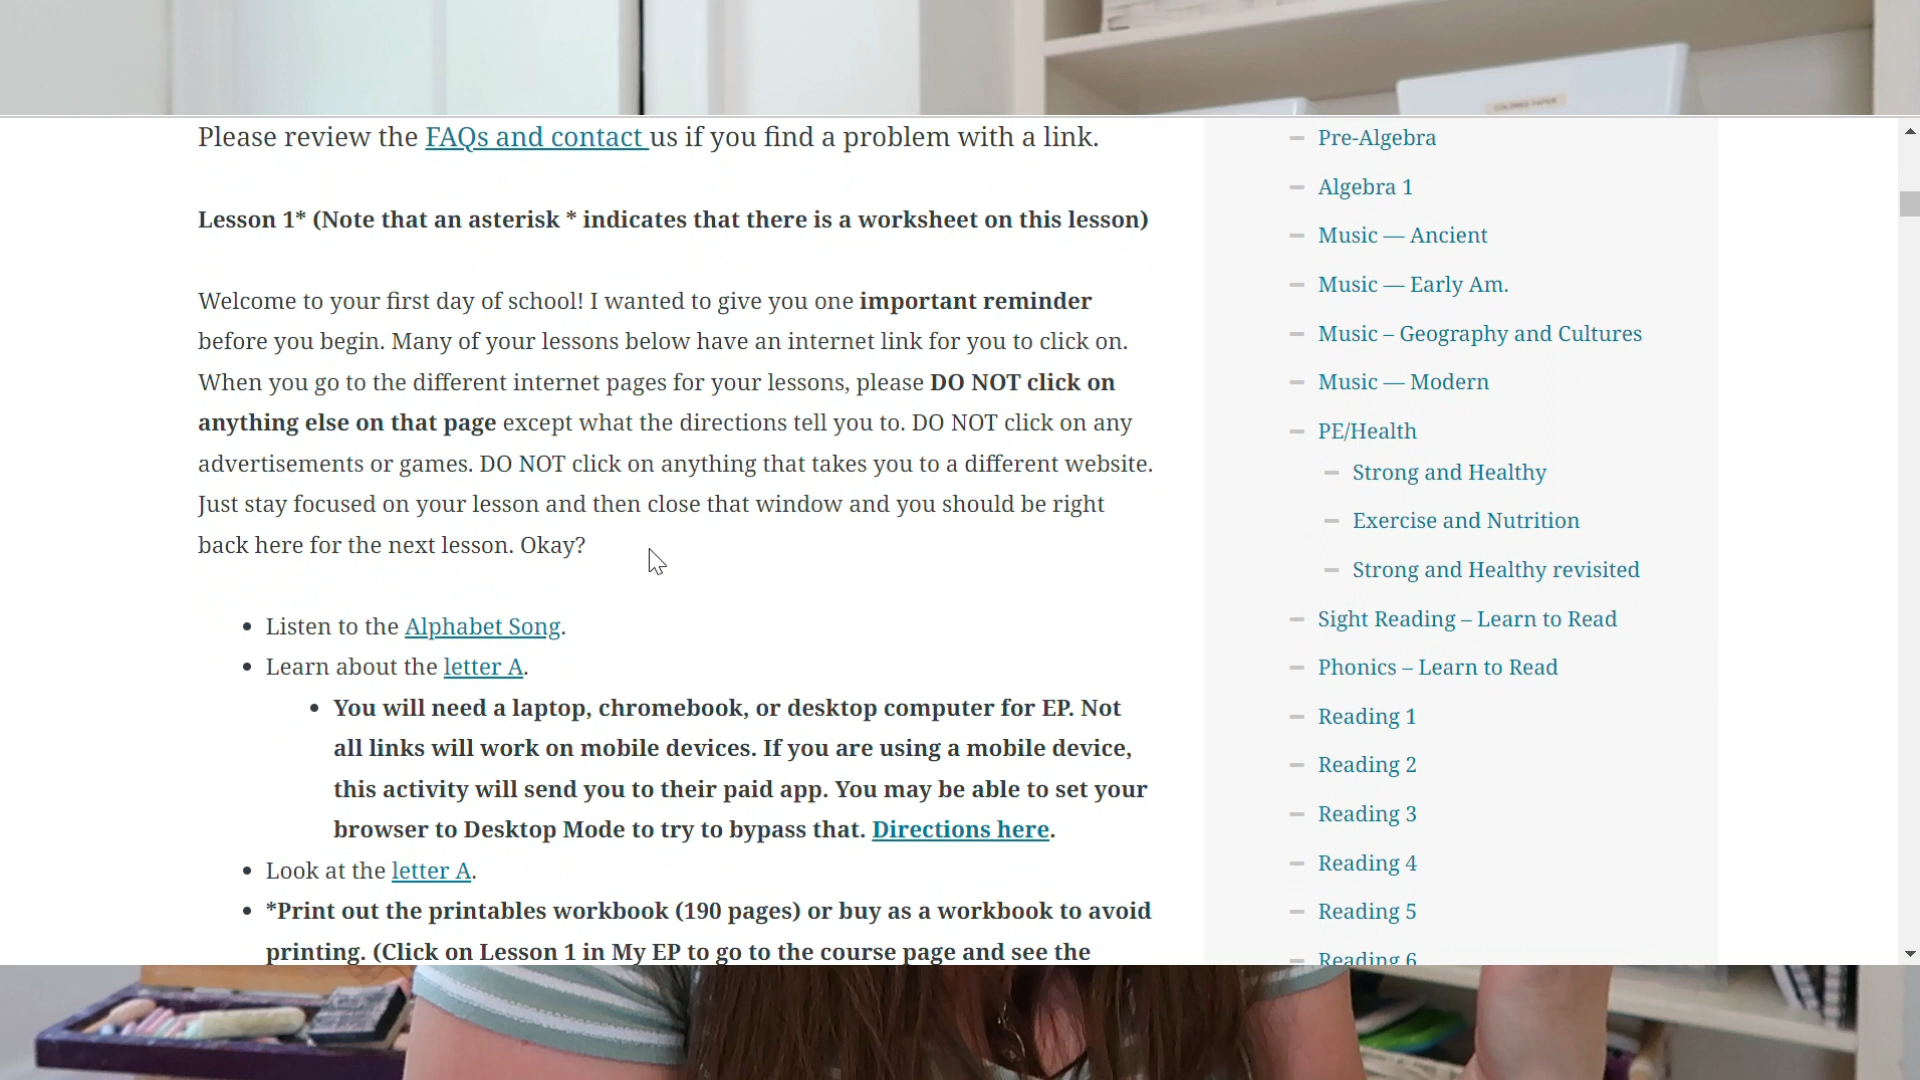 Please review the FAQs and contact us if you find a problem with a link.
Lesson 1* (Note that an asterisk * indicates that there is a worksheet on this lesson)
Welcome to your first day of school! I wanted to give you one important reminder
before you begin. Many of your lessons below have an internet link for you to click on.
When you go to the different internet pages for your lessons, please DO NOT click on
anything else on that page except what the directions tell you to. DO NOT click on any
advertisements or games. DO NOT click on anything that takes you to a different website.
Just stay focused on your lesson and then close that window and you should be right
back here for the next lesson. Okay?
Listen to the Alphabet Song.
Learn about the letter A.
You will need a laptop, chromebook, or desktop computer for EP. Not
all links will work on mobile devices. If you are using a mobile device,
this activity will send you to their paid app. You may be able to set your
browser to Desktop Mode to try to bypass that. Directions here.
Look at the letter A.
*Print out the printables workbook (190 pages) or buy as a workbook to avoid
printing. (Click on Lesson 1 in My EP to go to the course page and see the
Pre-Algebra
Algebra 1
Music — Ancient
Music — Early Am.
Music – Geography and Cultures
Music — Modern
PE/Health
Strong and Healthy
Exercise and Nutrition
Strong and Healthy revisited
Sight Reading – Learn to Read
Phonics – Learn to Read
Reading 1
Reading 2
Reading 3
Reading 4
Reading 5
Reading 6
COLORED PAPER